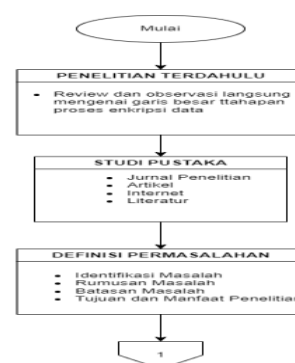 Mulai
PENELITIAN TERDAHULU
• Review dan observasi langsung
mengenai garis besar ttahapan
proses enkripsi data
STUDI PUSTAKA
• Jurnal Penelitian
• Artikel
• Internet
• Literatur
DEFINISI PERMASALAHAN
• Identifikasi Masalah
• Rumusan Masalah
• Batasan Masalah
• Tujuan dan Manfaat Penelitian
1